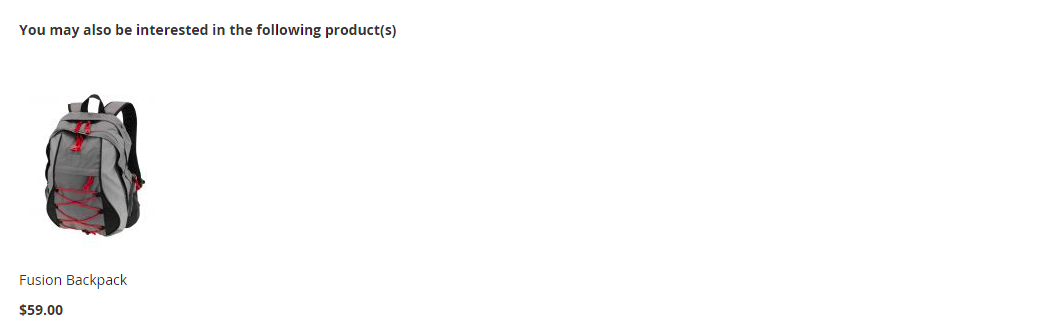 You may also be interested in the following product(s)
Fusion Backpack
$59.00